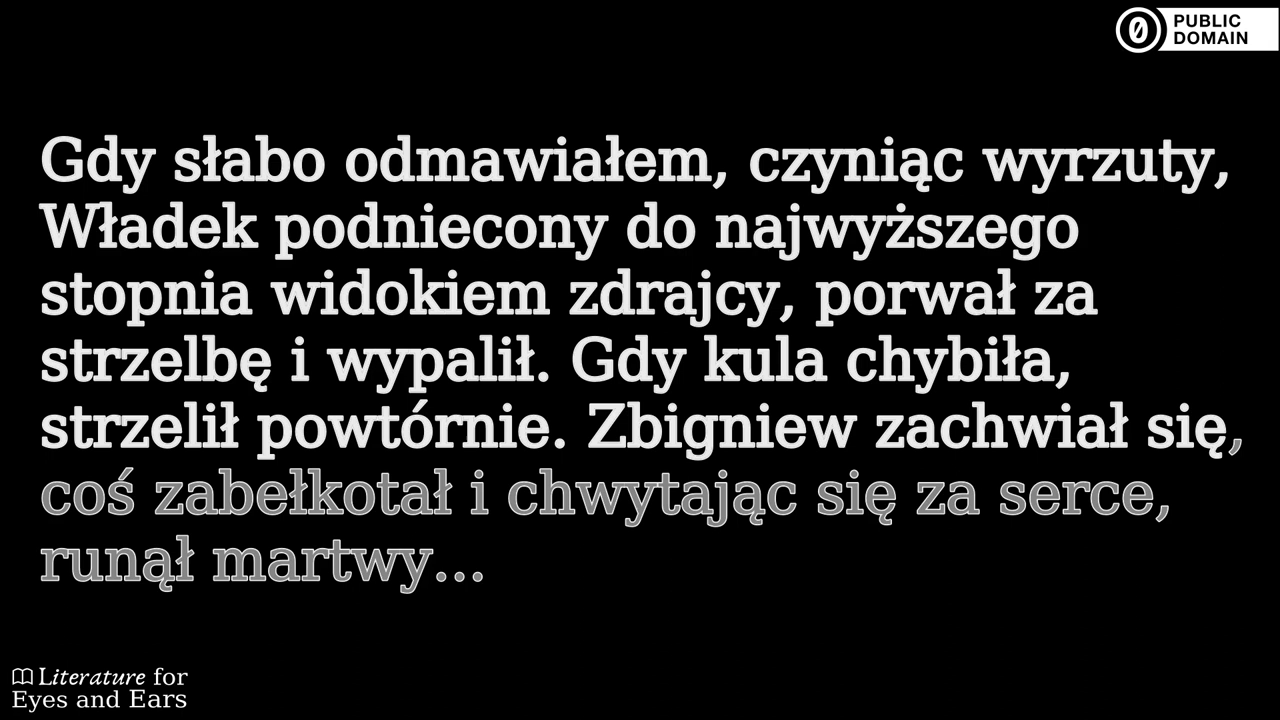 PUBLIC
DOMAIN
Gdy słabo odmawiałem, czyniąc wyrzuty,
Władek podniecony do najwyższego
stopnia widokiem zdrajcy, porwał za
strzelbę i wypalił. Gdy kula chybiła,
strzelił powtórnie. Zbigniew zachwiał się,
coś zabełkotał i chwytając się za serce,
runął martwy...
Literature for
Eyes and Ears